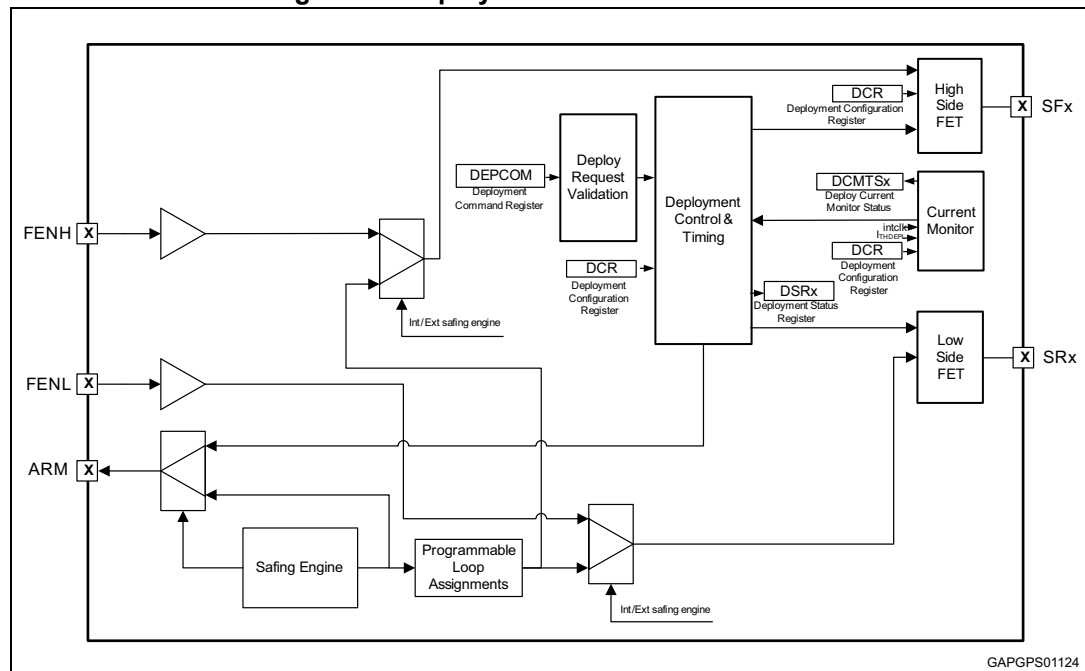 High
Side
FET
X
SFx
DCR
Deployment Configuration
Register
Deploy
Request
Validation
DEPCOM
Deployment
Command Register
Deployment
Control &
Timing
DCMTSx
Deploy Current
Monitor Status
Current
Monitor
intclk
ITHDEPL
DCR
Deployment
Configuration
Register
FENH
X
DCR
Deployment
Configuration
Register
DSRx
Deployment Status
Register
Int/Ext safing engine
Low
Side
FET
X
SRx
FENL
X
ARM
X
Safing Engine
Programmable
Loop
Assignments
Int/Ext safing engine
GAPGPS01124